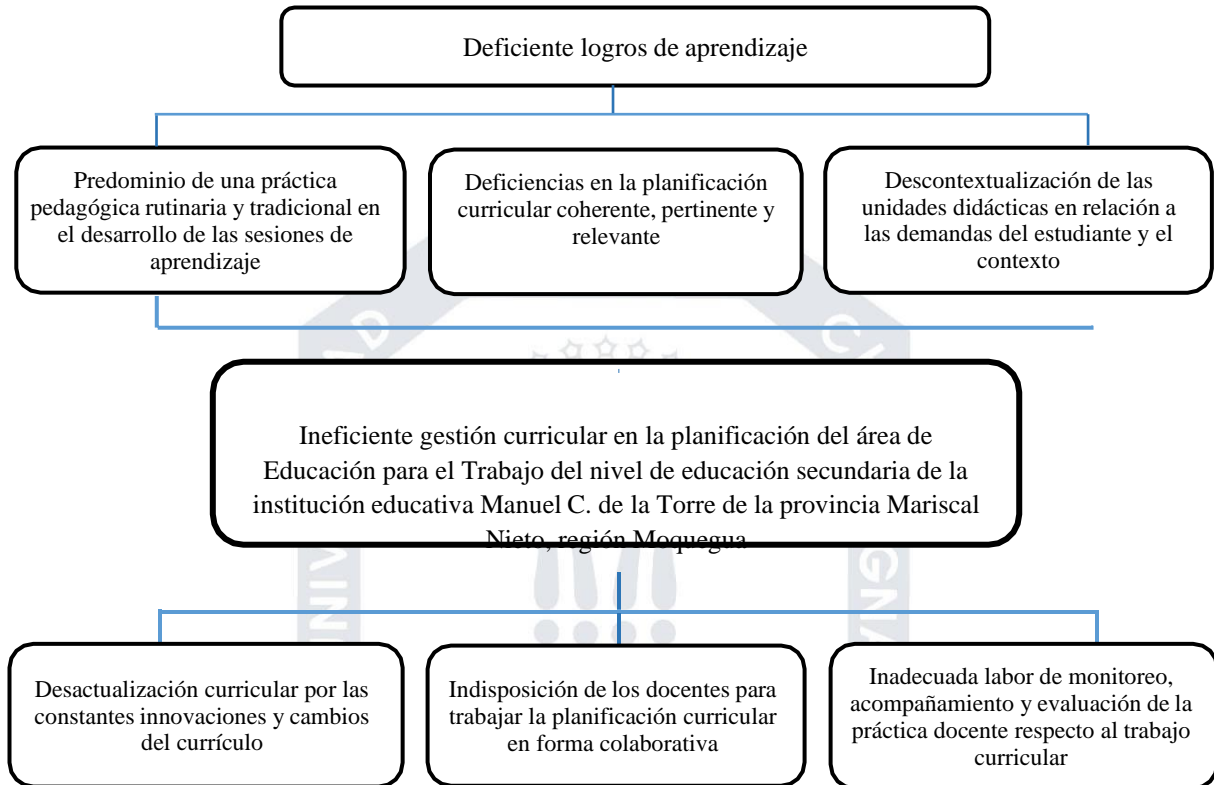 Deficiente logros de aprendizaje
Predominio de una práctica
pedagógica rutinaria y tradicional en
el desarrollo de las sesiones de
aprendizaje
Deficiencias en la planificación
curricular coherente, pertinente y
relevante
Descontextualización de las
unidades didácticas en relación a
las demandas del estudiante y el
contexto
Ineficiente gestión curricular en la planificación del área de
Educación para el Trabajo del nivel de educación secundaria de la
institución educativa Manuel C. de la Torre de la provincia Mariscal
Nieto, región Moquegua
Desactualización curricular por las
constantes innovaciones y cambios
del currículo
Indisposición de los docentes para
trabajar la planificación curricular
en forma colaborativa
Inadecuada labor de monitoreo,
acompañamiento y evaluación de la
práctica docente respecto al trabajo
curricular